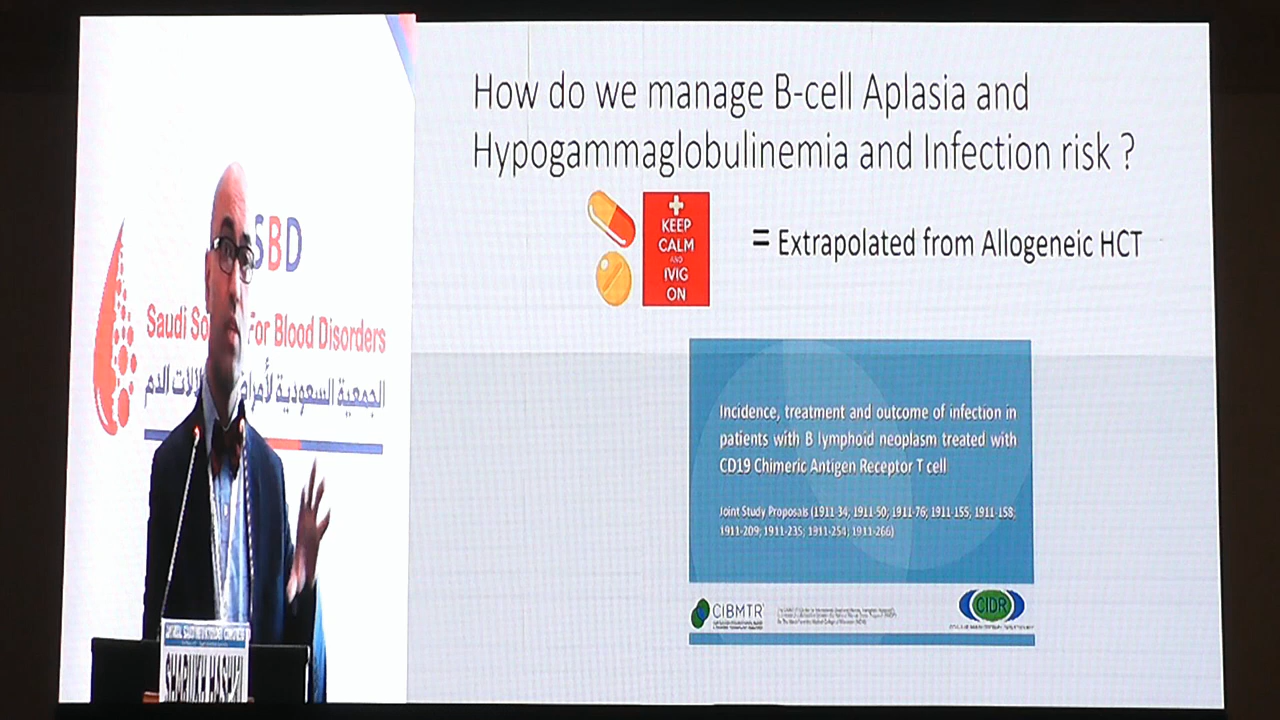 How do we manage B-cell Aplasia and
Hypogammaglobulinemia and Infection risk ?
KEEP
CALM
AND
IVIG
ON
= Extrapolated from Allogeneic HCT
SBD
Saudi So For Blood Disorders
الجمعية السعودية لأمراض الدم
Incidence, treatment and outcome of infection in
patients with B lymphoid neoplasm treated with
CD19 Chimeric Antigen Receptor T cell
Joint Study Proposals (1911-34; 1911-50; 1911-76; 1911-155; 1911-158;
1911-209; 1911-235; 1911-254; 1911-266)
CIBMTR
CIDR
SHAHRUKH HASHMI